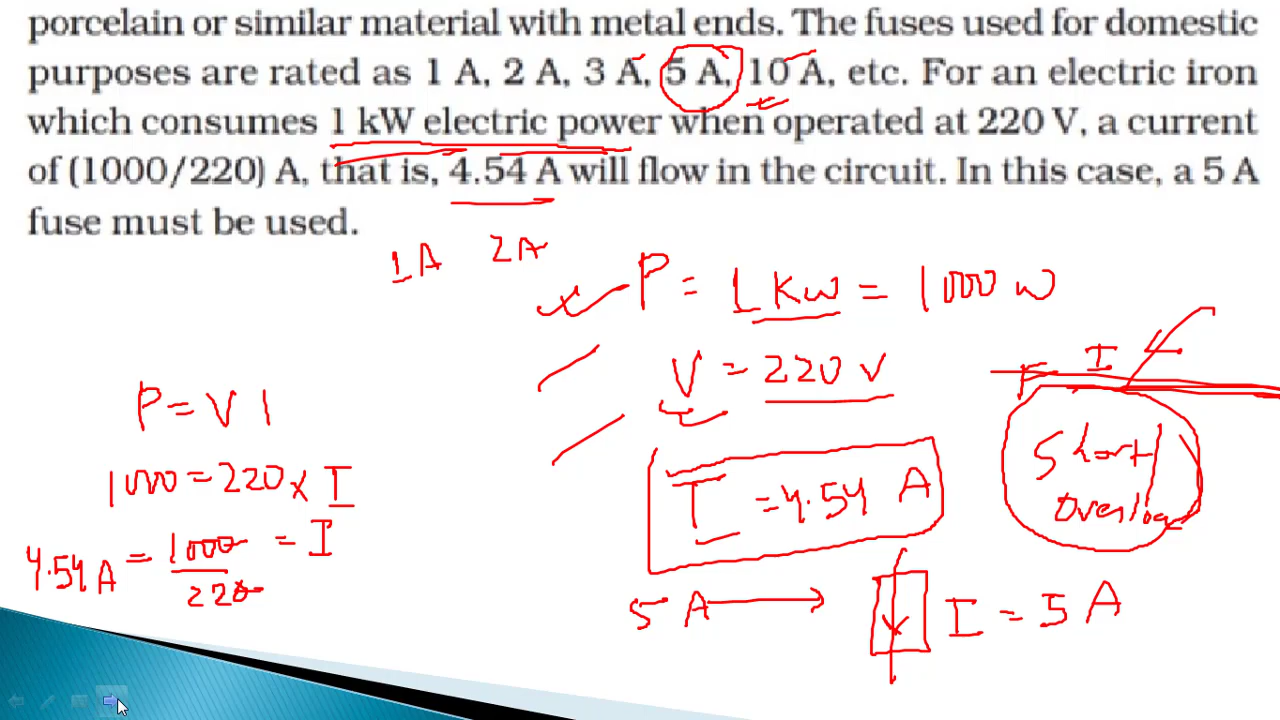 porcelain or similar material with metal ends. The fuses used for domestic
purposes are rated as 1 A, 2 A, 3 A, 5 A, 10 A, etc. For an electric iron
which consumes 1 kW electric power when operated at 220 V, a current
of (1000/220) A, that is, 4.54 A will flow in the circuit. In this case, a 5 A
fuse must be used.
1A 2A
P = 1 KW = 1000 W
V = 220 V
I
P = V I
Short
1000 = 220 x I
I = 4.54 A
4.54 A = 1000/220 = I
5 A → I = 5 A